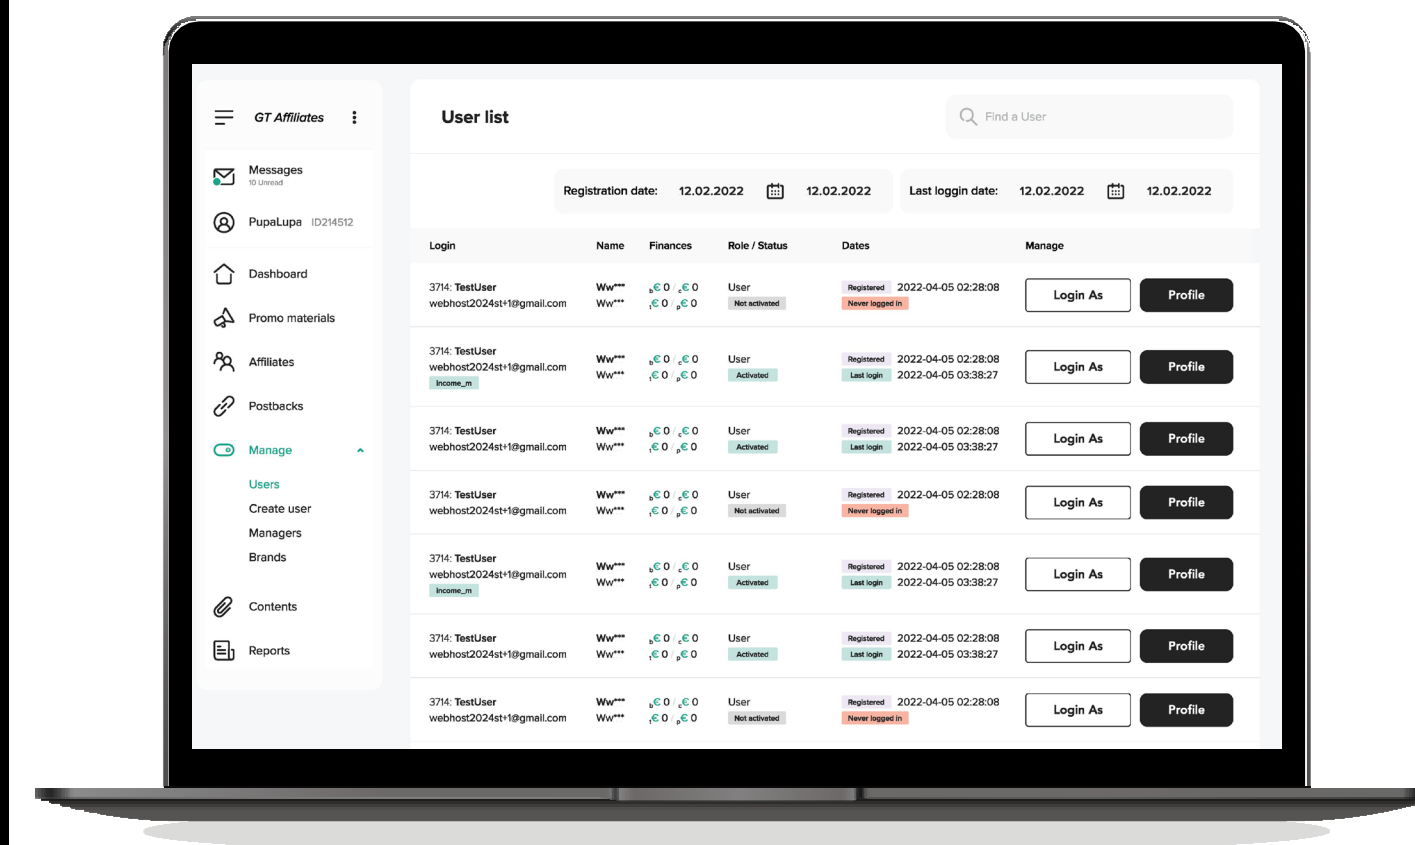 GT Affiliates
Messages
10 Unread
PupaLupa ID214512
Dashboard
Promo materials
Affiliates
Postbacks
Manage
Users
Create user
Managers
Brands
Contents
Reports
User list
Find a User
Registration date: 12.02.2022 12.02.2022 Last loggin date: 12.02.2022 12.02.2022
Login Name Finances Role / Status Dates Manage
3714: TestUser Ww*** b€ 0 / c€ 0 User Registered 2022-04-05 02:28:08 Login As Profile
webhost2024st+1@gmail.com Ww*** t€ 0 / p€ 0 Not activated Never logged in
3714: TestUser Ww*** b€ 0 / c€ 0 User Registered 2022-04-05 02:28:08 Login As Profile
webhost2024st+1@gmail.com Ww*** t€ 0 / p€ 0 Activated Last login 2022-04-05 03:38:27
Income_m
3714: TestUser Ww*** b€ 0 / c€ 0 User Registered 2022-04-05 02:28:08 Login As Profile
webhost2024st+1@gmail.com Ww*** t€ 0 / p€ 0 Activated Last login 2022-04-05 03:38:27
3714: TestUser Ww*** b€ 0 / c€ 0 User Registered 2022-04-05 02:28:08 Login As Profile
webhost2024st+1@gmail.com Ww*** t€ 0 / p€ 0 Not activated Never logged in
3714: TestUser Ww*** b€ 0 / c€ 0 User Registered 2022-04-05 02:28:08 Login As Profile
webhost2024st+1@gmail.com Ww*** t€ 0 / p€ 0 Activated Last login 2022-04-05 03:38:27
Income_m
3714: TestUser Ww*** b€ 0 / c€ 0 User Registered 2022-04-05 02:28:08 Login As Profile
webhost2024st+1@gmail.com Ww*** t€ 0 / p€ 0 Activated Last login 2022-04-05 03:38:27
3714: TestUser Ww*** b€ 0 / c€ 0 User Registered 2022-04-05 02:28:08 Login As Profile
webhost2024st+1@gmail.com Ww*** t€ 0 / p€ 0 Not activated Never logged in